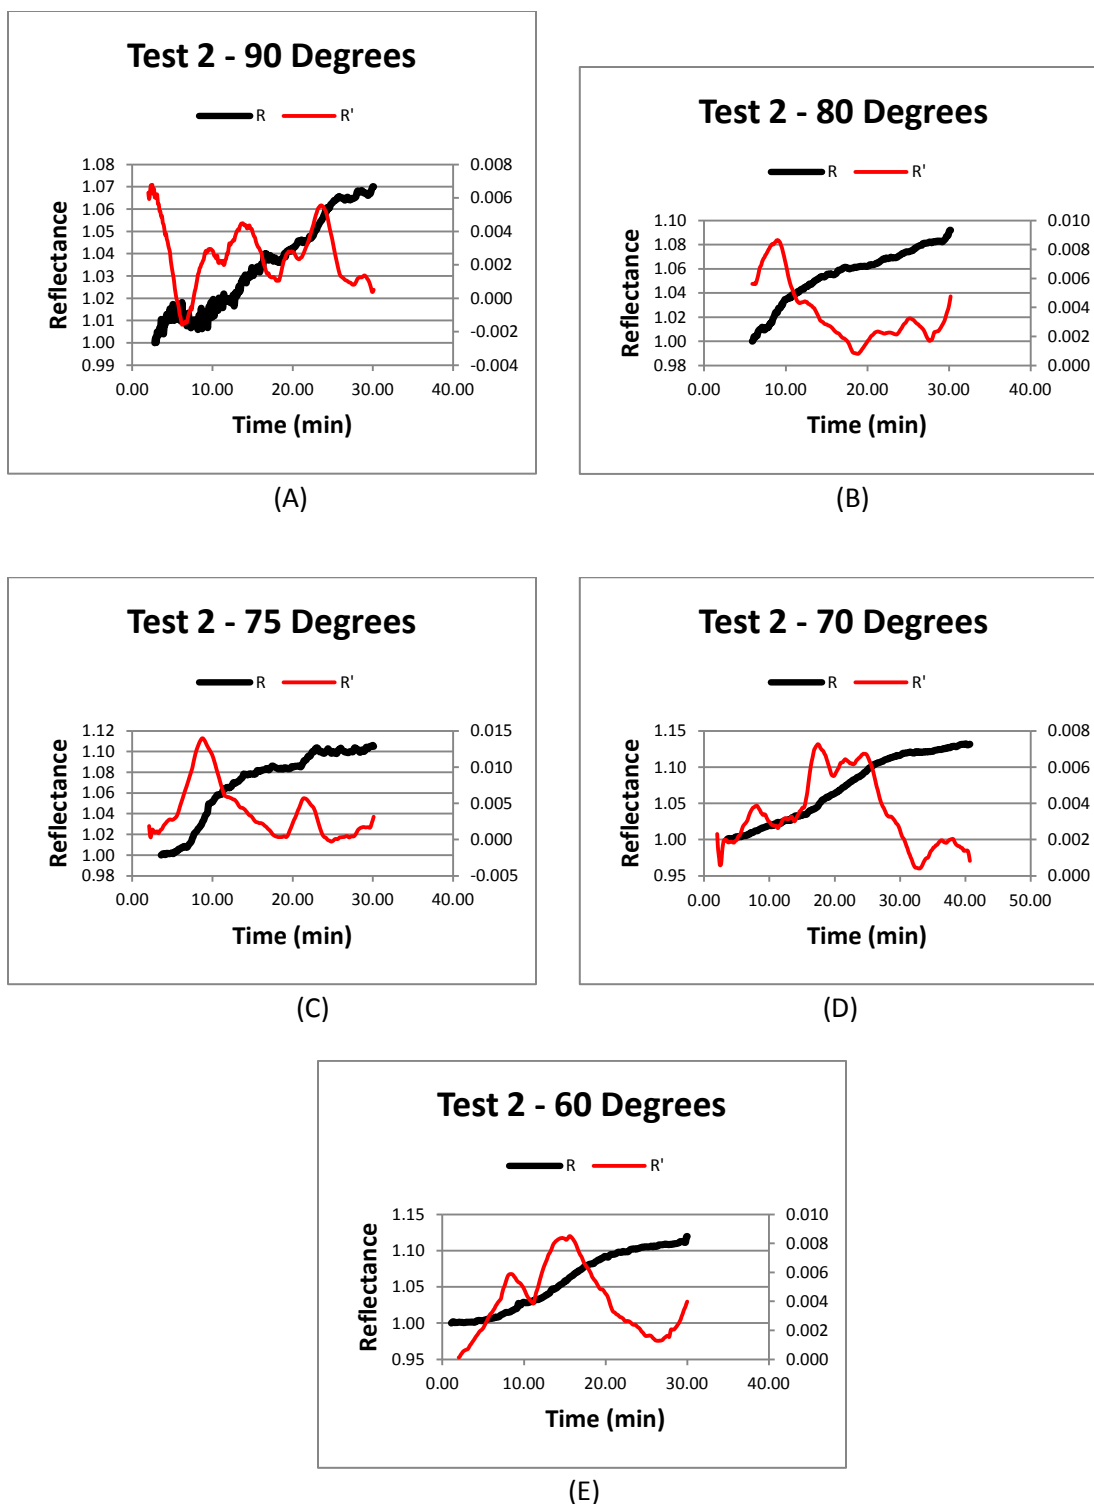 Test 2 - 90 Degrees
R R'
Reflectance
1.08
1.07
1.06
1.05
1.04
1.03
1.02
1.01
1.00
0.99
0.008
0.006
0.004
0.002
0.000
-0.002
-0.004
0.00 10.00 20.00 30.00 40.00
Time (min)
(A)
Test 2 - 80 Degrees
R R'
Reflectance
1.10
1.08
1.06
1.04
1.02
1.00
0.98
0.010
0.008
0.006
0.004
0.002
0.000
0.00 10.00 20.00 30.00 40.00
Time (min)
(B)
Test 2 - 75 Degrees
R R'
Reflectance
1.12
1.10
1.08
1.06
1.04
1.02
1.00
0.98
0.015
0.010
0.005
0.000
-0.005
0.00 10.00 20.00 30.00 40.00
Time (min)
(C)
Test 2 - 70 Degrees
R R'
Reflectance
1.15
1.10
1.05
1.00
0.95
0.008
0.006
0.004
0.002
0.000
0.00 10.00 20.00 30.00 40.00 50.00
Time (min)
(D)
Test 2 - 60 Degrees
R R'
Reflectance
1.15
1.10
1.05
1.00
0.95
0.010
0.008
0.006
0.004
0.002
0.000
0.00 10.00 20.00 30.00 40.00
Time (min)
(E)